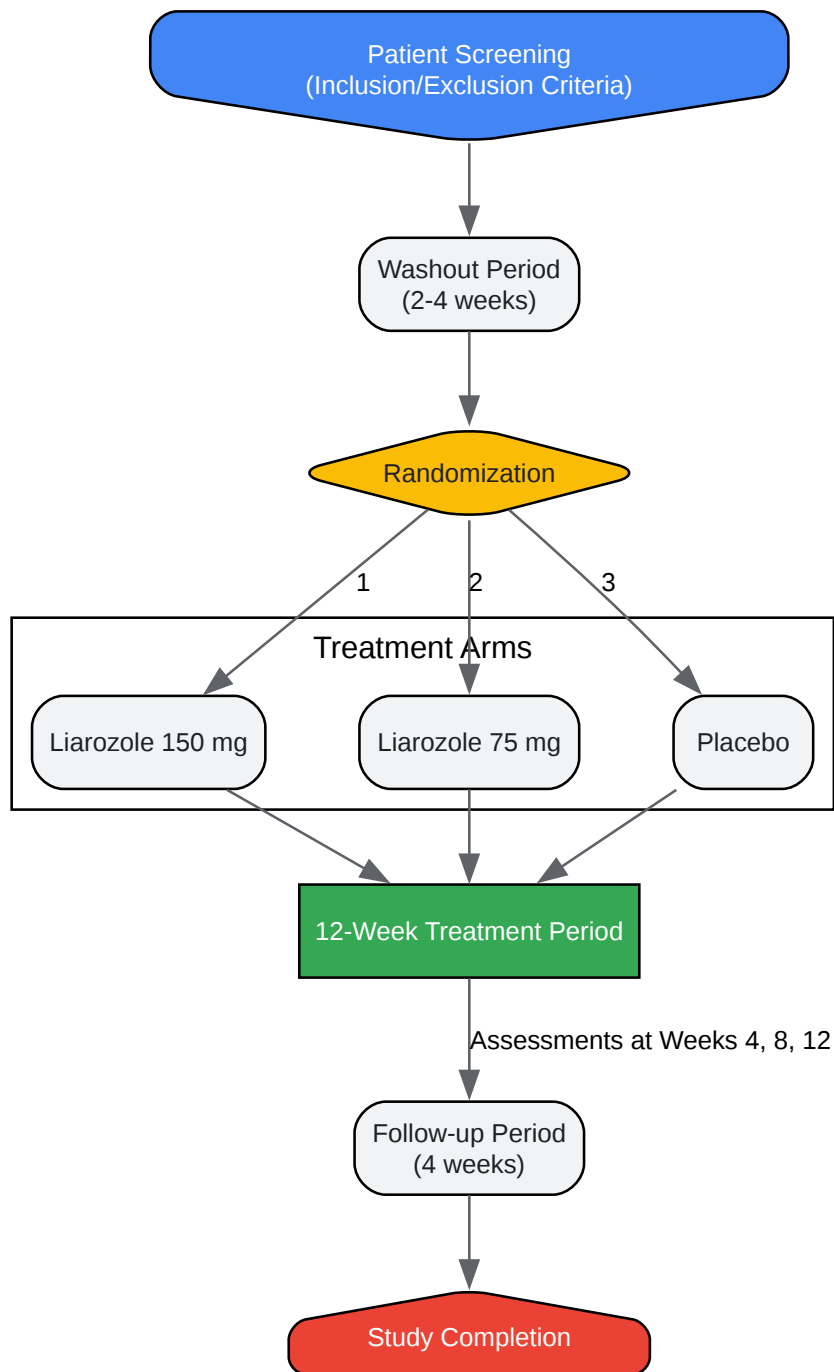 Patient Screening
(Inclusion/Exclusion Criteria)
Washout Period
(2-4 weeks)
Randomization
1
2
3
Treatment Arms
Liarozole 150 mg
Liarozole 75 mg
Placebo
12-Week Treatment Period
Assessments at Weeks 4, 8, 12
Follow-up Period
(4 weeks)
Study Completion